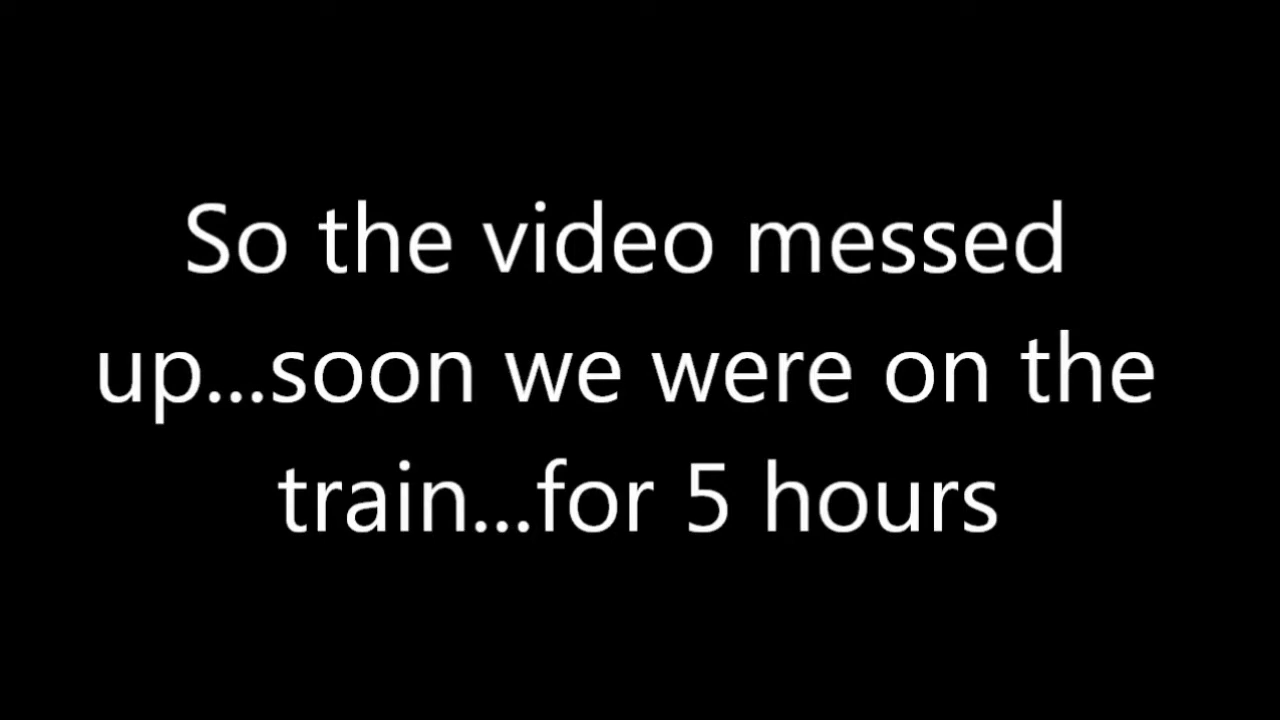 So the video messed
up...soon we were on the
train...for 5 hours